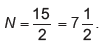 N = 15/2 = 7 1/2.